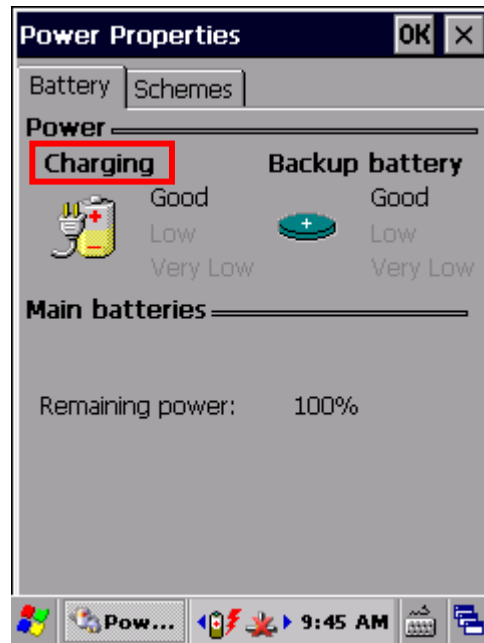 Power Properties OK ×
Battery Schemes
Power
Charging Backup battery
Good Good
Low Low
Very Low Very Low
Main batteries
Remaining power: 100%
Pow... 9:45 AM